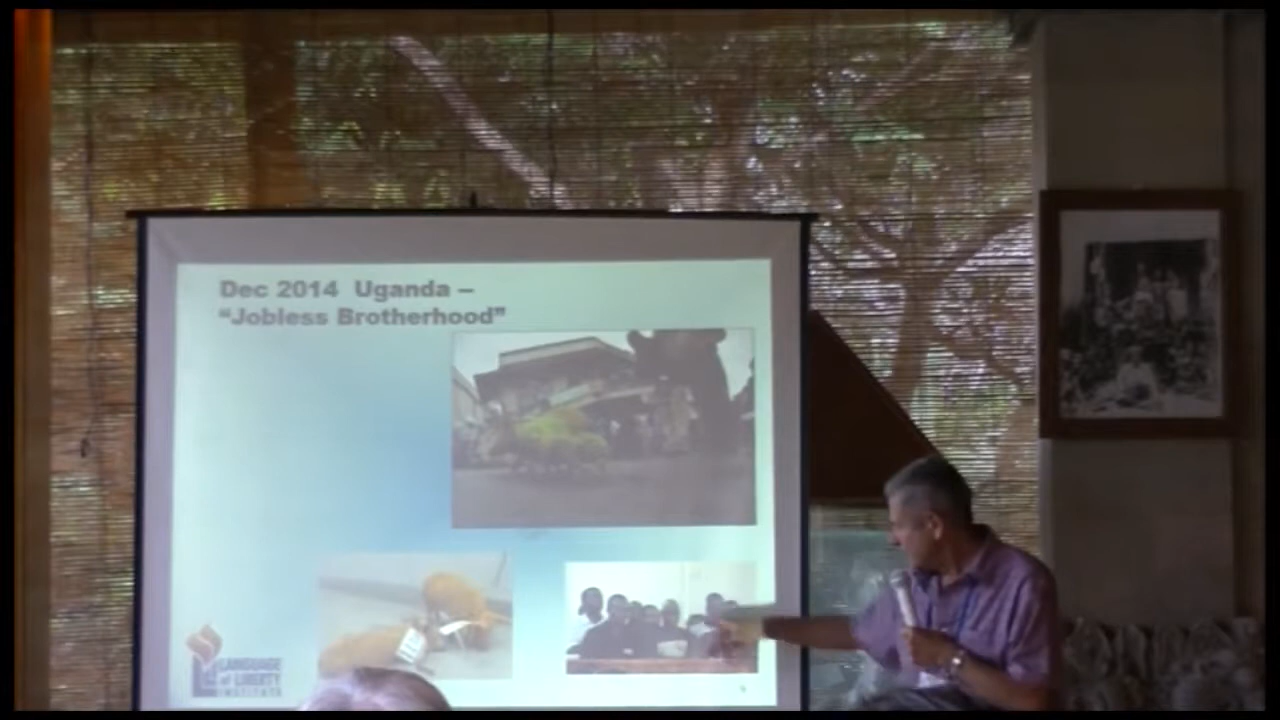 Dec 2014 Uganda –
“Jobless Brotherhood”
LANGUAGE
of LIBERTY
INSTITUTE